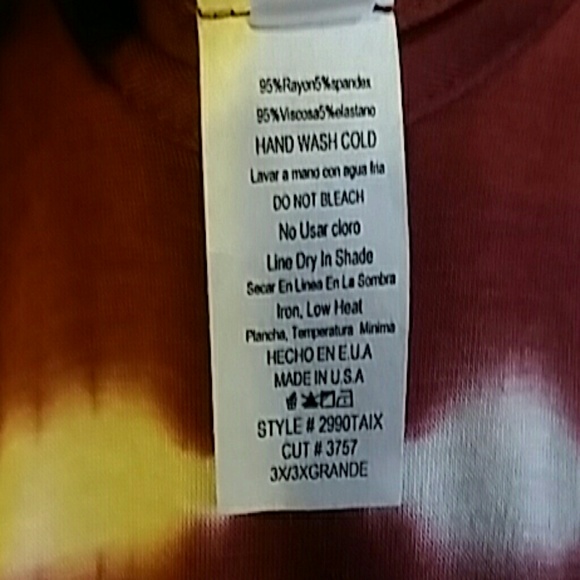 95%Rayon5%spandex
95%Viscosa5%elastano
HAND WASH COLD
Lavar a mano con agua fria
DO NOT BLEACH
No Usar cloro
Line Dry In Shade
Secar En Linea En La Sombra
Iron, Low Heat
Plancha, Temperatura Minima
HECHO EN E.U.A
MADE IN U.S.A
STYLE # 2990TAIX
CUT # 3757
3X/3XGRANDE